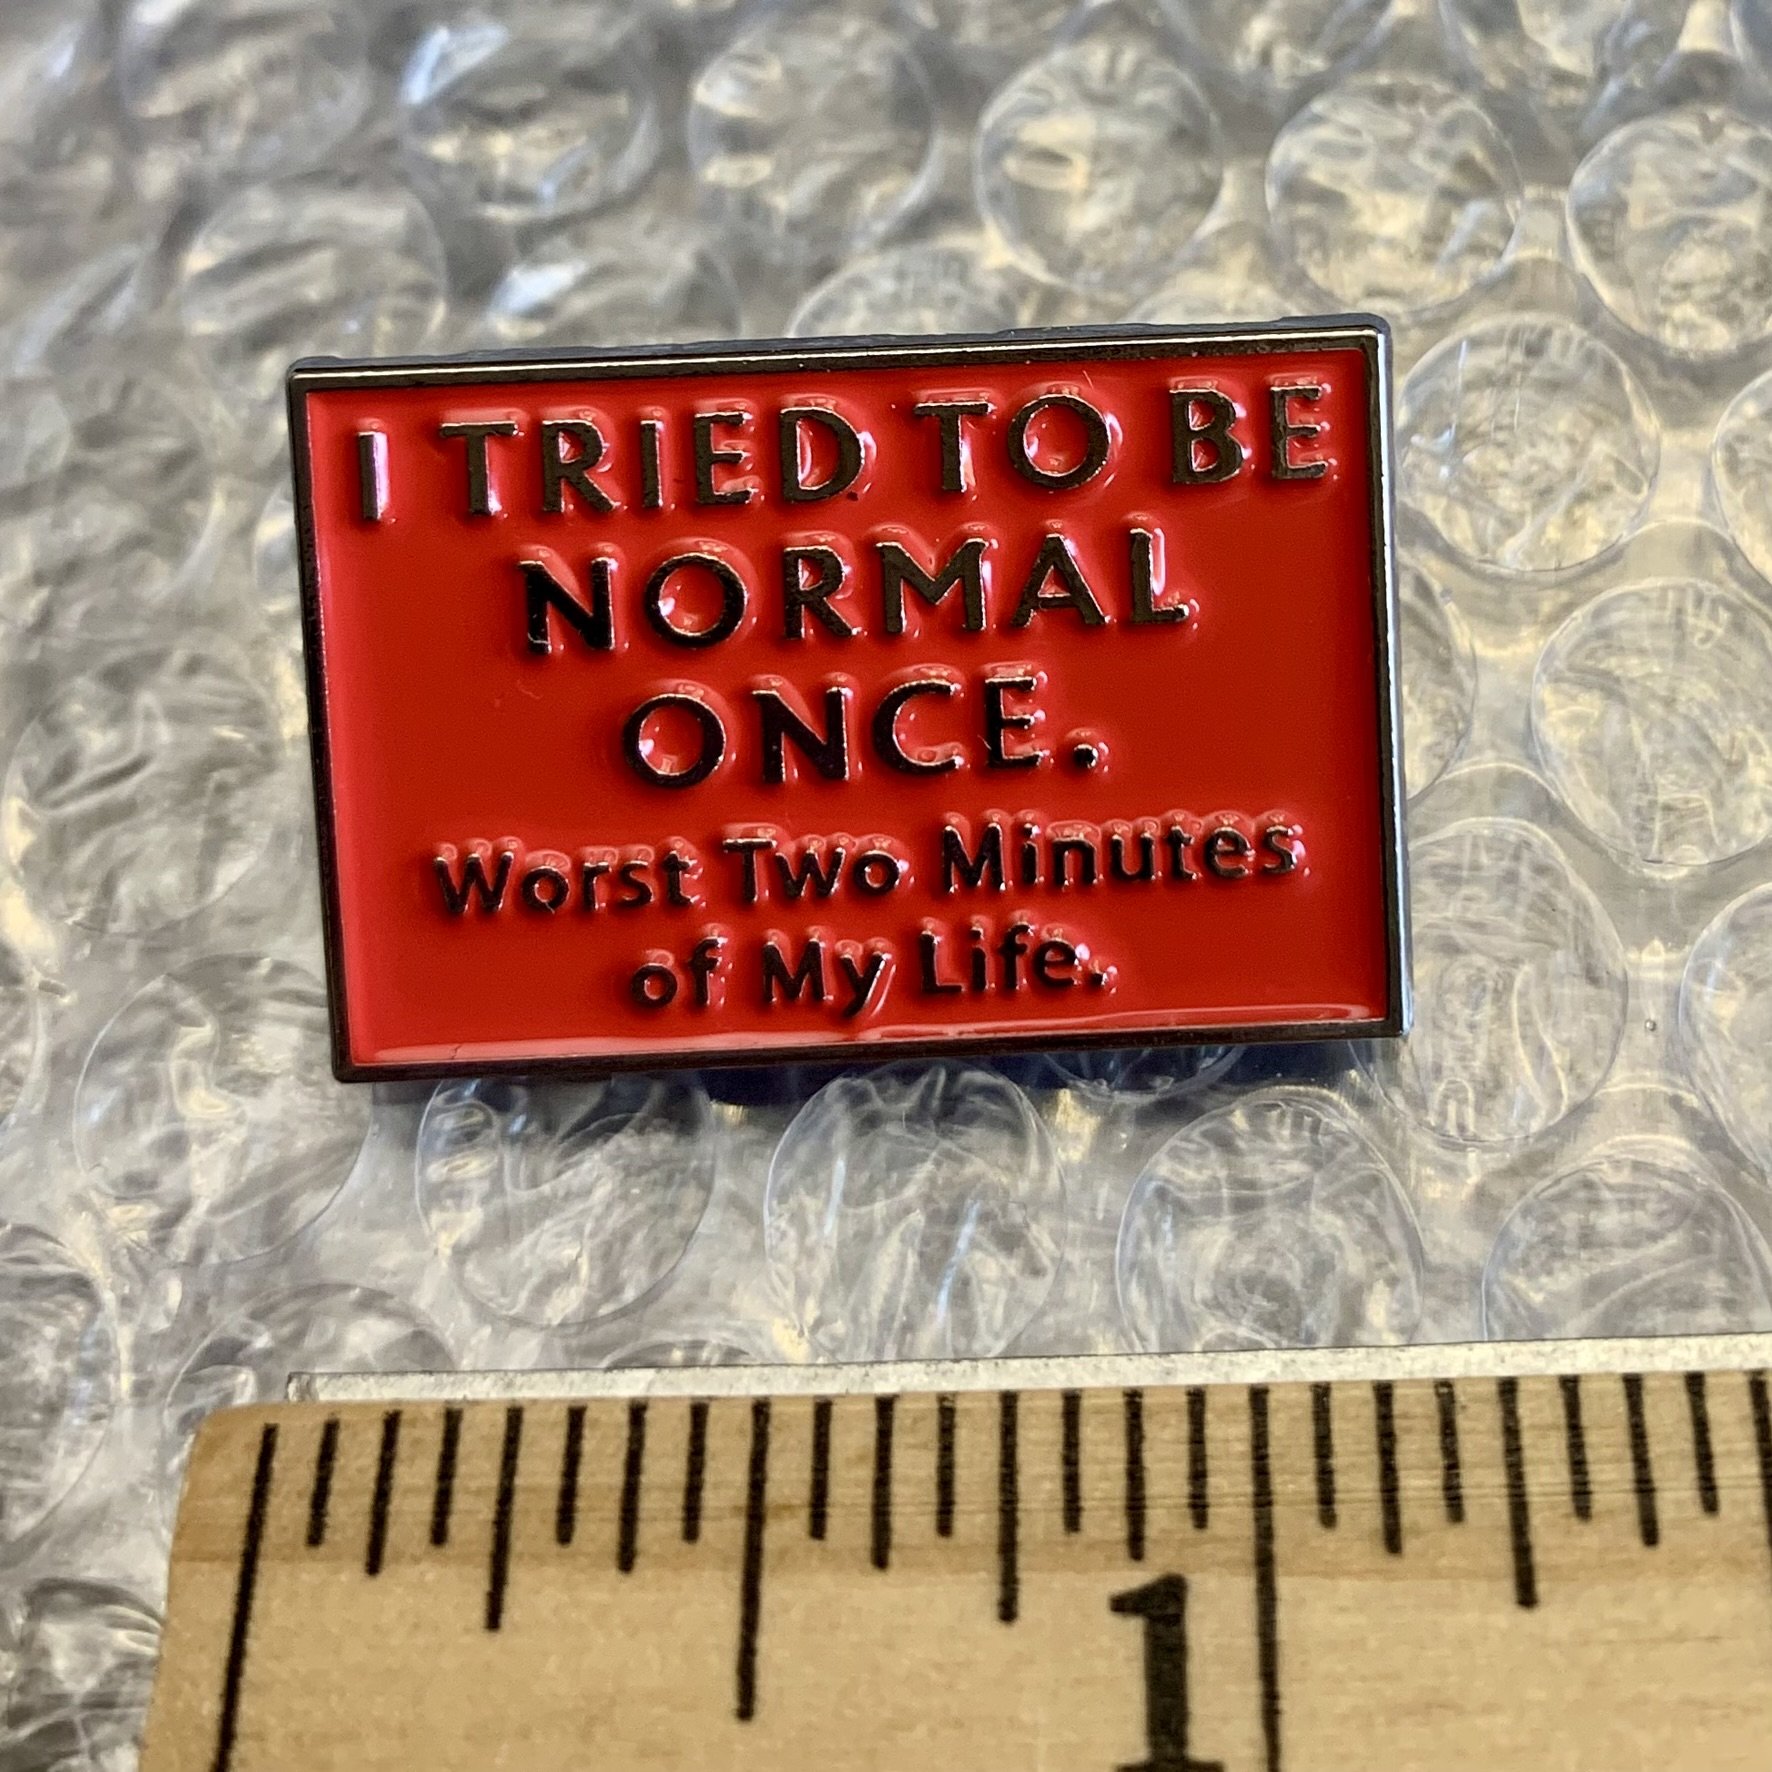 I TRIED TO BE
NORMAL
ONCE.
Worst Two Minutes
of My Life.
1